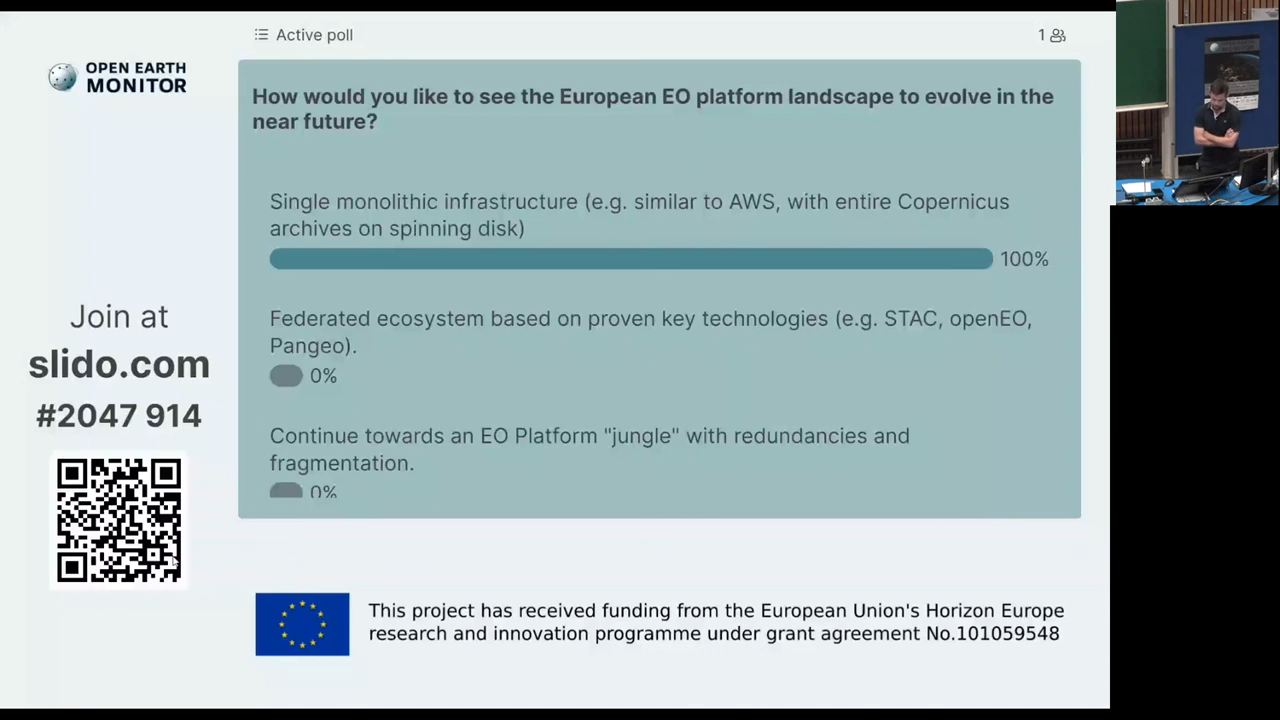 Active poll
1
OPEN EARTH
MONITOR
How would you like to see the European EO platform landscape to evolve in the
near future?
Single monolithic infrastructure (e.g. similar to AWS, with entire Copernicus
archives on spinning disk)
100%
Federated ecosystem based on proven key technologies (e.g. STAC, openEO,
Pangeo).
0%
Continue towards an EO Platform "jungle" with redundancies and
fragmentation.
0%
Join at
slido.com
#2047 914
This project has received funding from the European Union's Horizon Europe
research and innovation programme under grant agreement No.101059548